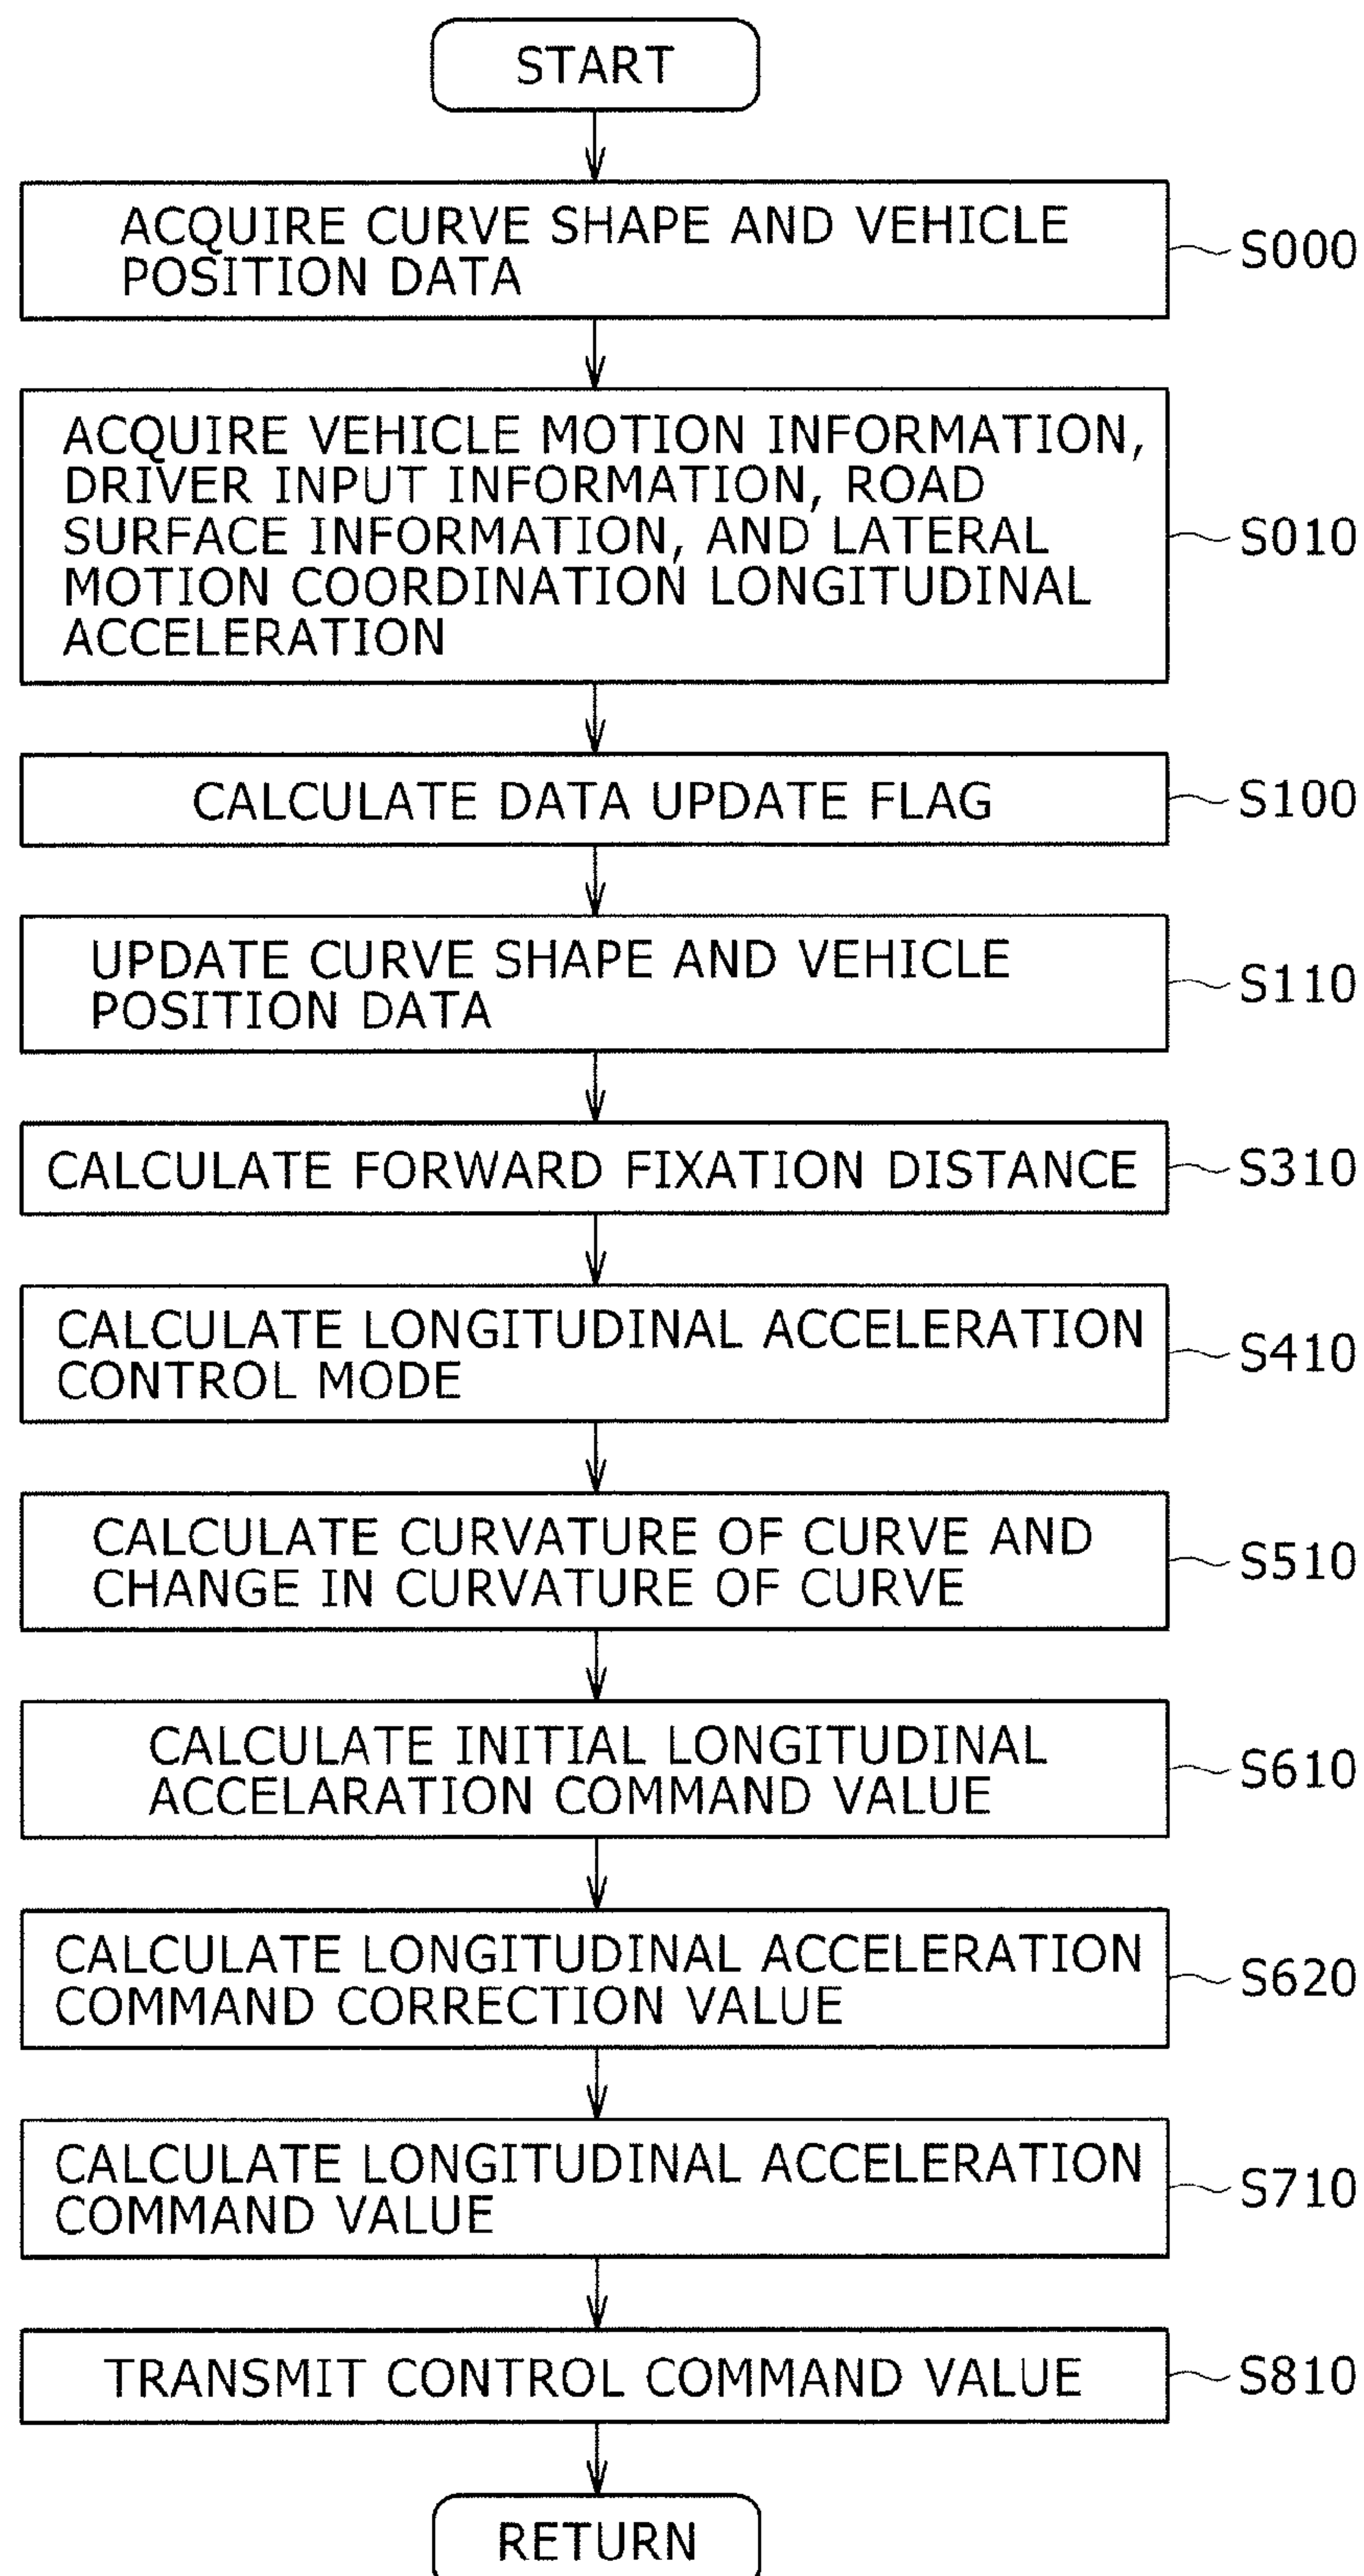 START
ACQUIRE CURVE SHAPE AND VEHICLE
POSITION DATA
S000
ACQUIRE VEHICLE MOTION INFORMATION,
DRIVER INPUT INFORMATION, ROAD
SURFACE INFORMATION, AND LATERAL
MOTION COORDINATION LONGITUDINAL
ACCELERATION
S010
CALCULATE DATA UPDATE FLAG
S100
UPDATE CURVE SHAPE AND VEHICLE
POSITION DATA
S110
CALCULATE FORWARD FIXATION DISTANCE
S310
CALCULATE LONGITUDINAL ACCELERATION
CONTROL MODE
S410
CALCULATE CURVATURE OF CURVE AND
CHANGE IN CURVATURE OF CURVE
S510
CALCULATE INITIAL LONGITUDINAL
ACCELARATION COMMAND VALUE
S610
CALCULATE LONGITUDINAL ACCELERATION
COMMAND CORRECTION VALUE
S620
CALCULATE LONGITUDINAL ACCELERATION
COMMAND VALUE
S710
TRANSMIT CONTROL COMMAND VALUE
S810
RETURN